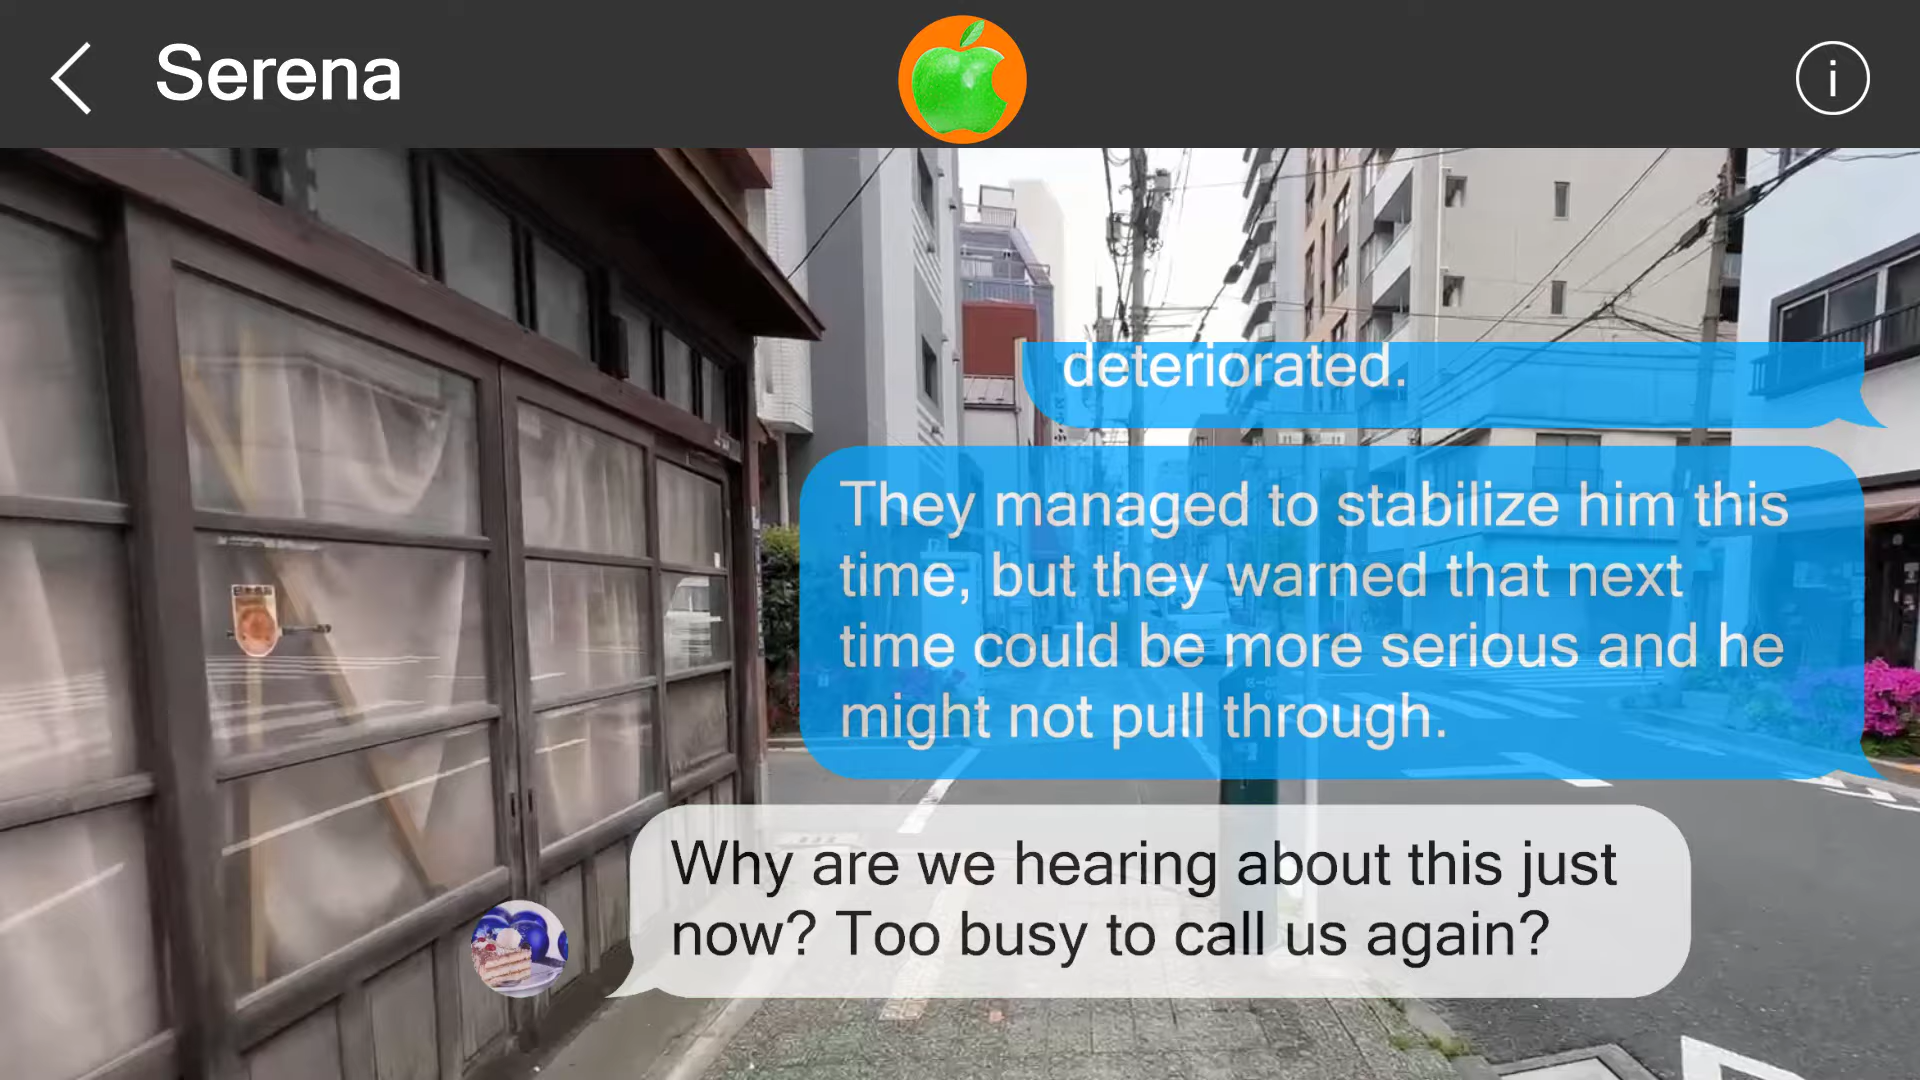 Serena
deteriorated.
They managed to stabilize him this
time, but they warned that next
time could be more serious and he
might not pull through.
Why are we hearing about this just
now? Too busy to call us again?